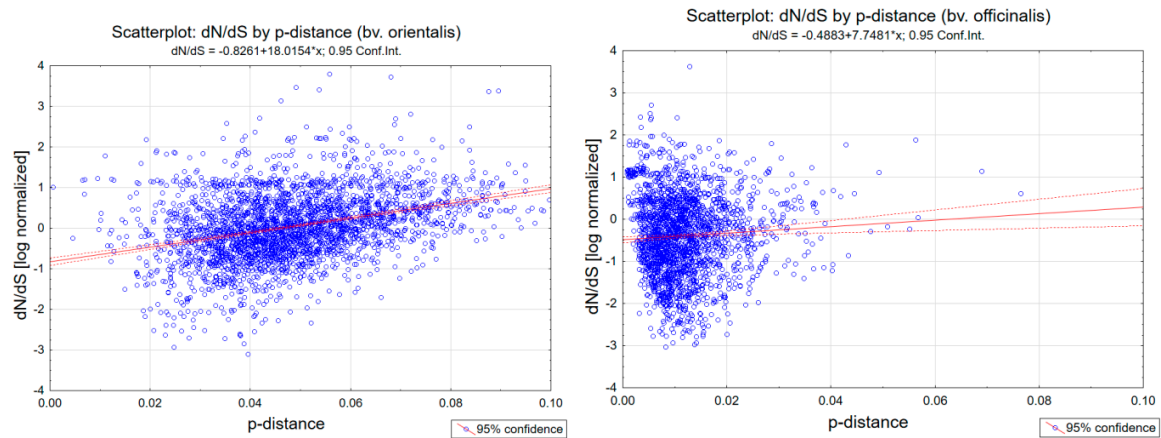 Scatterplot: dN/dS by p-distance (bv. orientalis)
dN/dS = -0.8261+18.0154*x; 0.95 Conf.Int.
4
3
2
1
0
-1
-2
-3
-4
dN/dS [log normalized]
0.00 0.02 0.04 0.06 0.08 0.10
p-distance
95% confidence
Scatterplot: dN/dS by p-distance (bv. officinalis)
dN/dS = -0.4883+7.7481*x; 0.95 Conf.Int.
4
3
2
1
0
-1
-2
-3
-4
dN/dS [log normalized]
0.00 0.02 0.04 0.06 0.08 0.10
p-distance
95% confidence